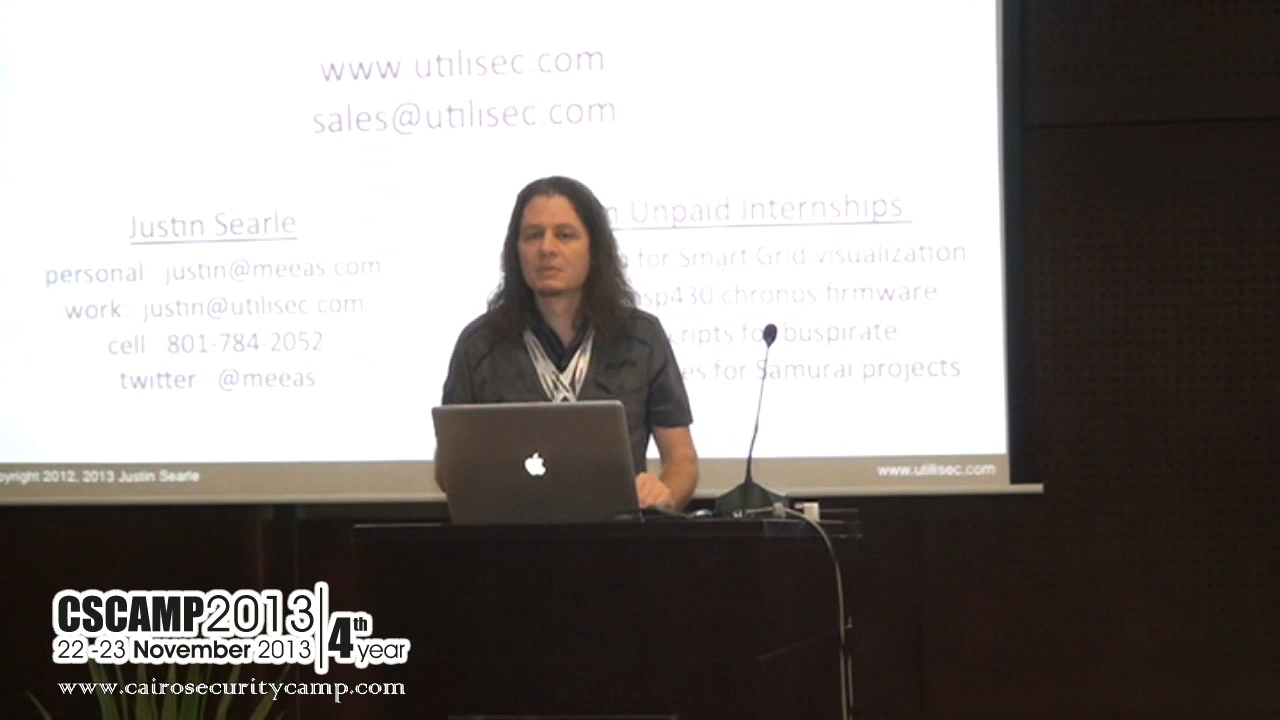 www.utilisec.com
sales@utilisec.com
Justin Searle
personal: justin@meeas.com
work: justin@utilisec.com
cell: 801-784-2052
twitter: @meeas
Unpaid Internships
for Smart Grid visualization
chronos firmware
for buspirate
for Samurai projects
2012, 2013 Justin Searle
www.utilisec.com
CSCAMP2013
22-23 November 2013
4th
year
www.cairosecuritycamp.com